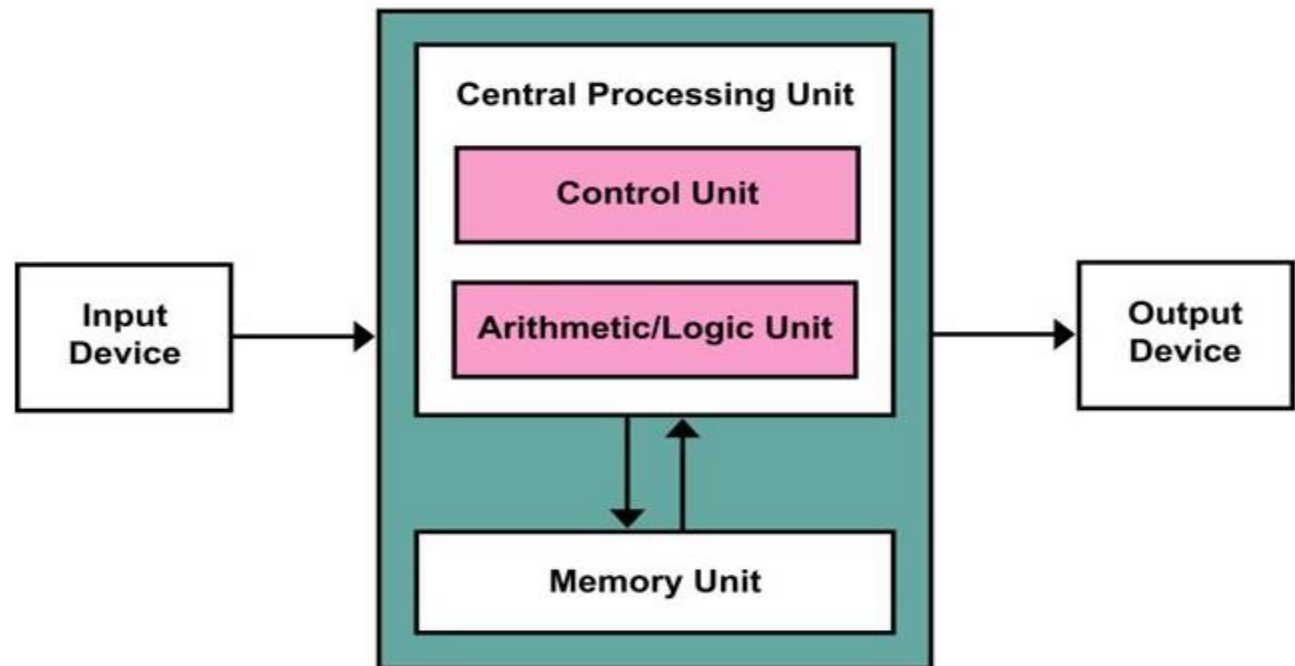 Central Processing Unit
Control Unit
Arithmetic/Logic Unit
Input
Device
Output
Device
Memory Unit